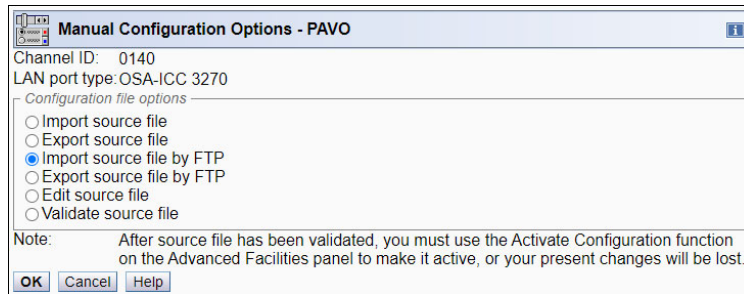 Manual Configuration Options - PAVO
Channel ID: 0140
LAN port type: OSA-ICC 3270
Configuration file options
Import source file
Export source file
Import source file by FTP
Export source file by FTP
Edit source file
Validate source file
Note: After source file has been validated, you must use the Activate Configuration function
on the Advanced Facilities panel to make it active, or your present changes will be lost.
OK Cancel Help